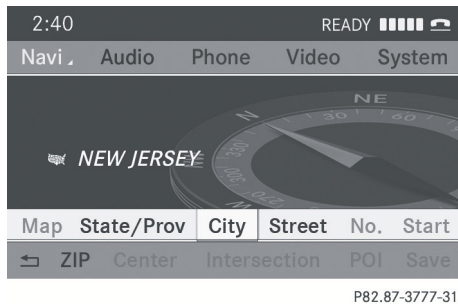 2:40 READY
Navi Audio Phone Video System
NE
N 30 60
330
NEW JERSEY
W 270
Map State/Prov City Street No. Start
ZIP Center Intersection POI Save
P82.87-3777-31